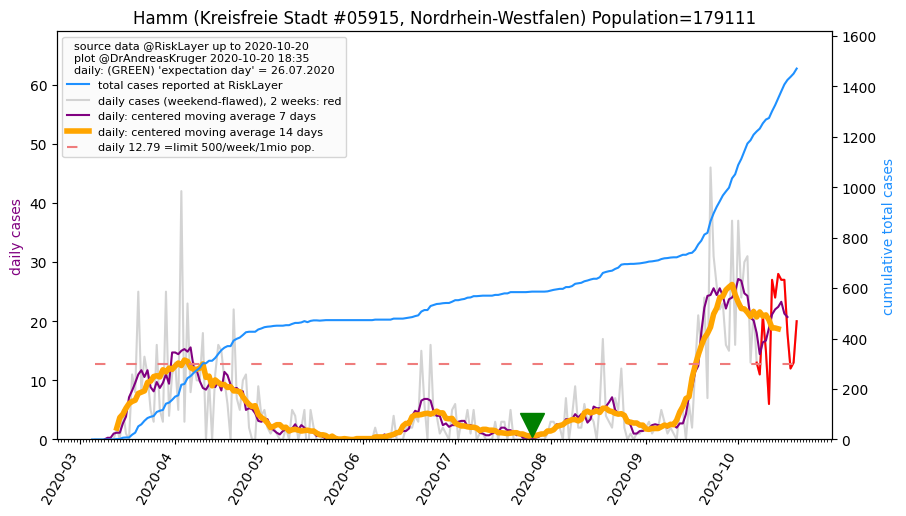 Hamm (Kreisfreie Stadt #05915, Nordrhein-Westfalen) Population=179111
source data @RiskLayer up to 2020-10-20
plot @DrAndreasKruger 2020-10-20 18:35
daily: (GREEN) 'expectation day' = 26.07.2020
total cases reported at RiskLayer
daily cases (weekend-flawed), 2 weeks: red
daily: centered moving average 7 days
daily: centered moving average 14 days
daily 12.79 =limit 500/week/1mio pop.
daily cases
60
50
40
30
20
10
0
1600
1400
1200
1000
800
600
400
200
0
cumulative total cases
2020-03
2020-04
2020-05
2020-06
2020-07
2020-08
2020-09
2020-10